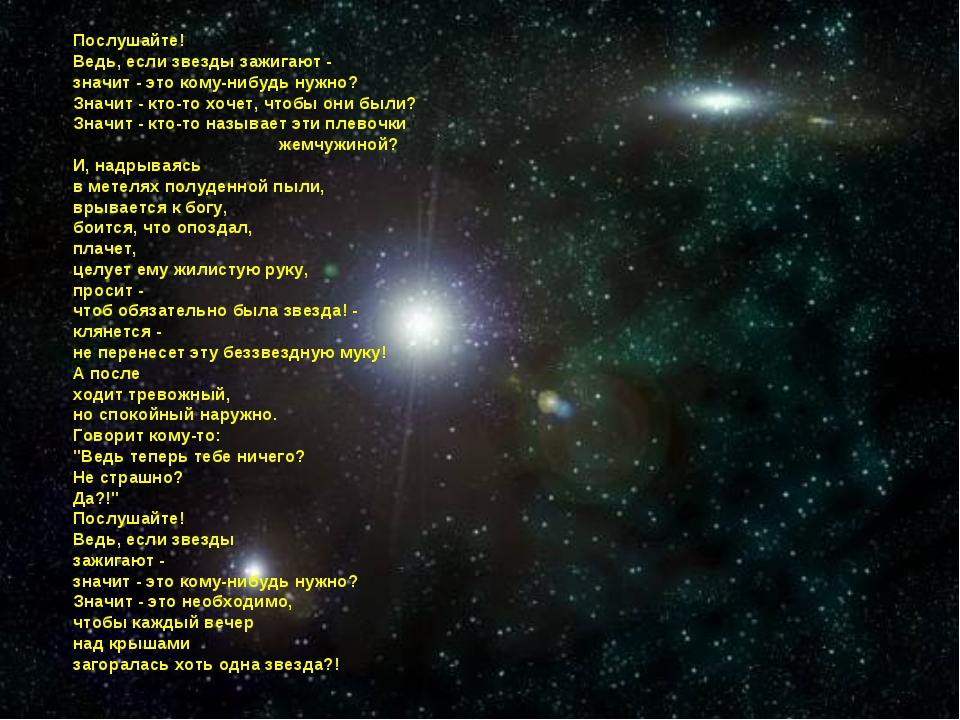 Послушайте!
Ведь, если звезды зажигают -
значит - это кому-нибудь нужно?
Значит - кто-то хочет, чтобы они были?
Значит - кто-то называет эти плевочки
жемчужиной?
И, надрываясь
в метелях полуденной пыли,
врывается к богу,
боится, что опоздал,
плачет,
целует ему жилистую руку,
просит -
чтоб обязательно была звезда! -
клянется -
не перенесет эту беззвездную муку!
А после
ходит тревожный,
но спокойный наружно.
Говорит кому-то:
"Ведь теперь тебе ничего?
Не страшно?
Да?!"
Послушайте!
Ведь, если звезды
зажигают -
значит - это кому-нибудь нужно?
Значит - это необходимо,
чтобы каждый вечер
над крышами
загоралась хоть одна звезда?!